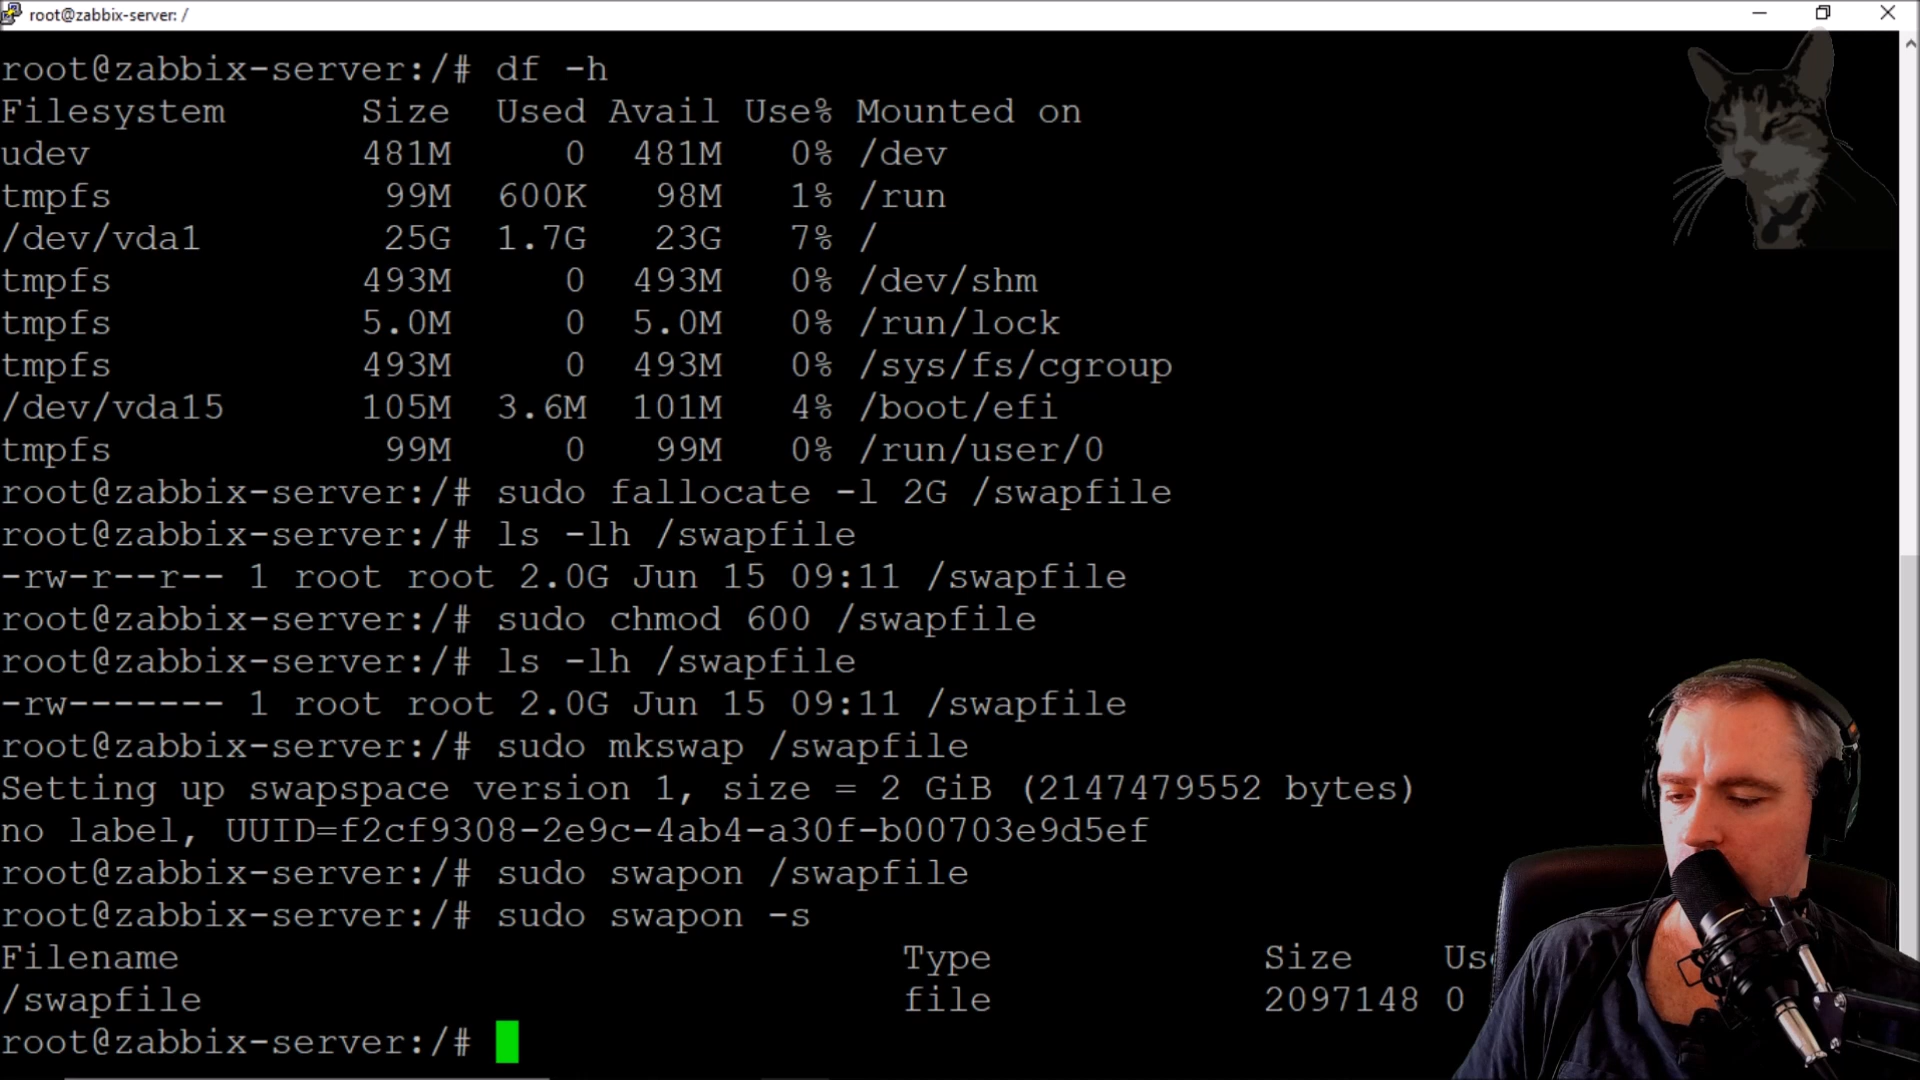 root@zabbix-server: /
root@zabbix-server:/# df -h
Filesystem      Size  Used Avail Use% Mounted on
udev            481M     0  481M   0% /dev
tmpfs            99M  600K   98M   1% /run
/dev/vda1        25G  1.7G   23G   7% /
tmpfs           493M     0  493M   0% /dev/shm
tmpfs           5.0M     0  5.0M   0% /run/lock
tmpfs           493M     0  493M   0% /sys/fs/cgroup
/dev/vda15      105M  3.6M  101M   4% /boot/efi
tmpfs            99M     0   99M   0% /run/user/0
root@zabbix-server:/# sudo fallocate -l 2G /swapfile
root@zabbix-server:/# ls -lh /swapfile
-rw-r--r-- 1 root root 2.0G Jun 15 09:11 /swapfile
root@zabbix-server:/# sudo chmod 600 /swapfile
root@zabbix-server:/# ls -lh /swapfile
-rw------- 1 root root 2.0G Jun 15 09:11 /swapfile
root@zabbix-server:/# sudo mkswap /swapfile
Setting up swapspace version 1, size = 2 GiB (2147479552 bytes)
no label, UUID=f2cf9308-2e9c-4ab4-a30f-b00703e9d5ef
root@zabbix-server:/# sudo swapon /swapfile
root@zabbix-server:/# sudo swapon -s
Filename                                Type            Size
/swapfile                               file            2097148 0
root@zabbix-server:/#